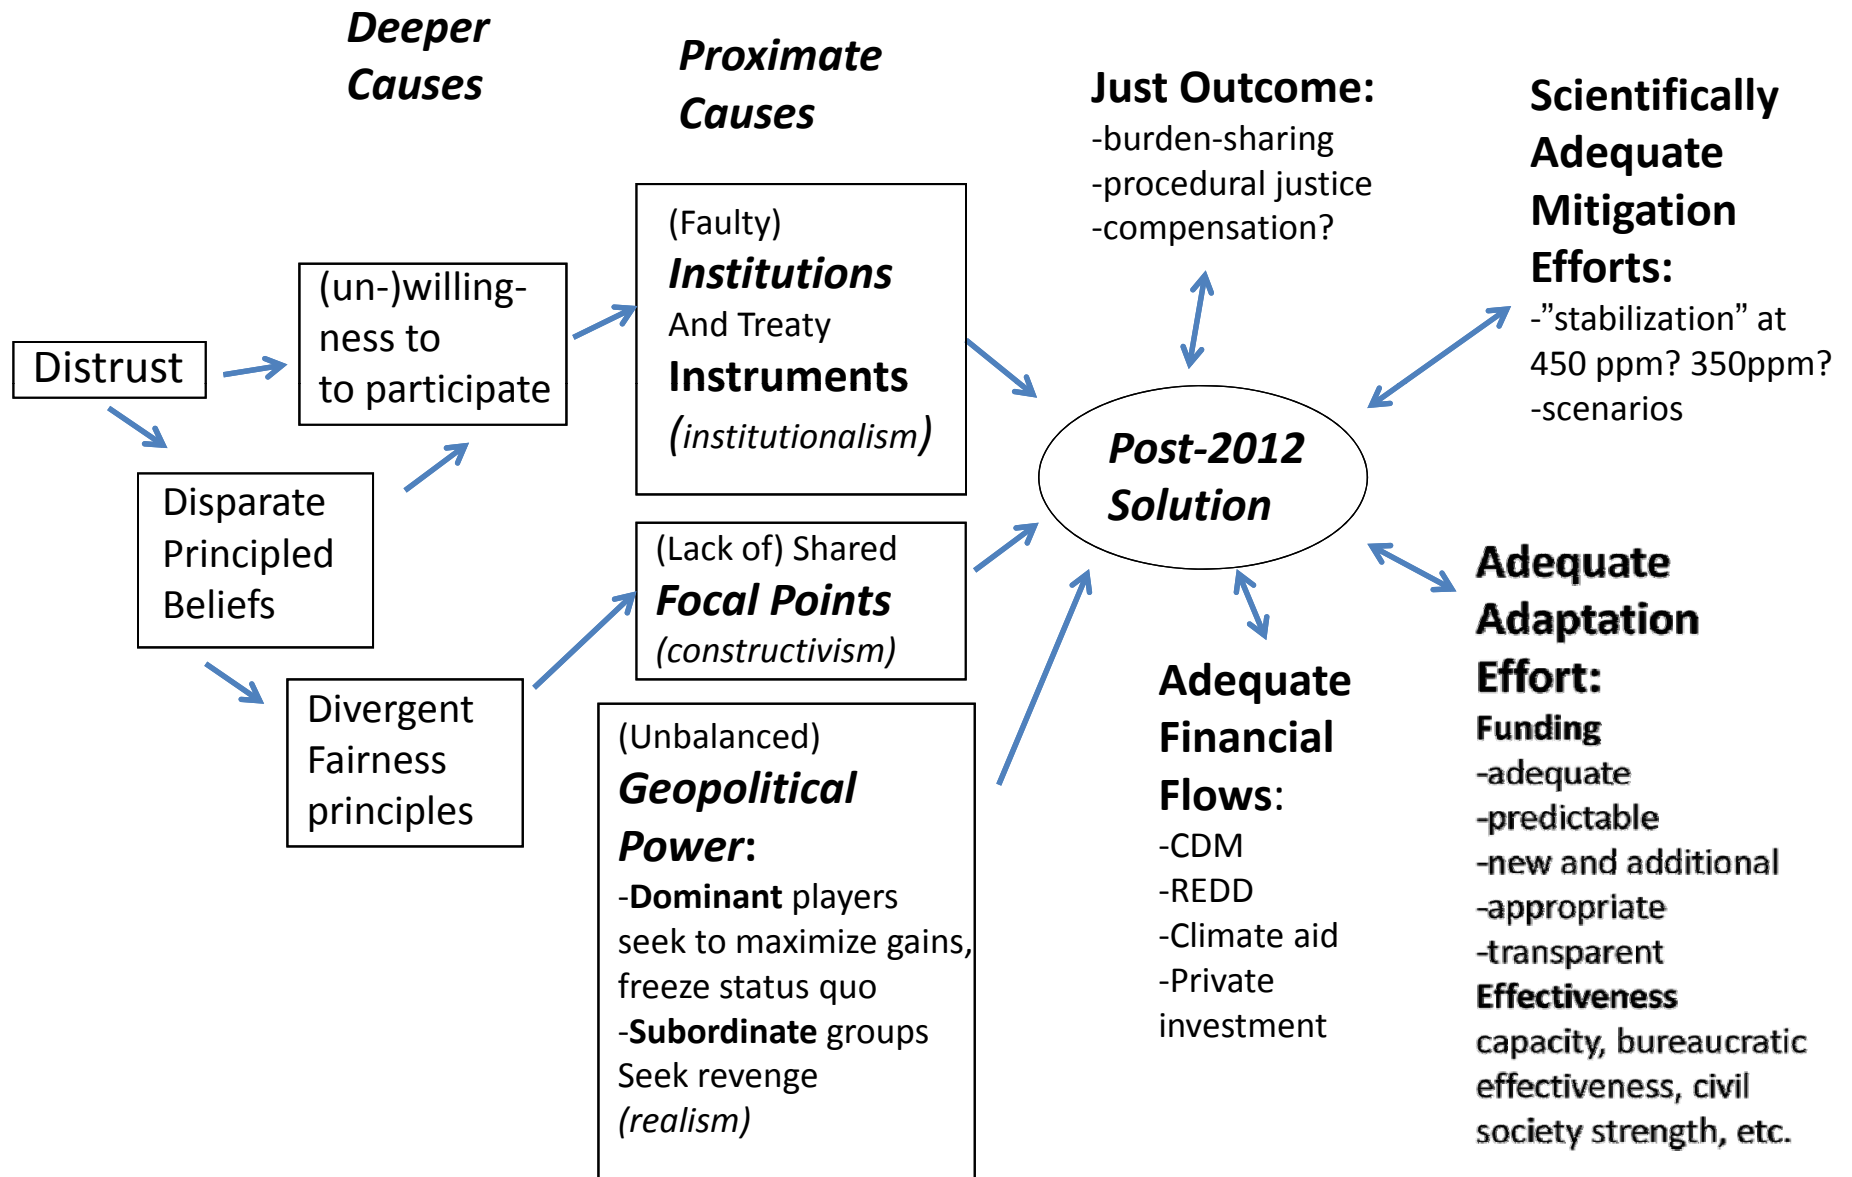 Deeper
Causes
Proximate
Causes
Distrust
(un-)willing-
ness to
to participate
Disparate
Principled
Beliefs
Divergent
Fairness
principles
(Faulty)
Institutions
And Treaty
Instruments
(institutionalism)
(Lack of) Shared
Focal Points
(constructivism)
(Unbalanced)
Geopolitical
Power:
-Dominant players
seek to maximize gains,
freeze status quo
-Subordinate groups
Seek revenge
(realism)
Post-2012
Solution
Just Outcome:
-burden-sharing
-procedural justice
-compensation?
Scientifically
Adequate
Mitigation
Efforts:
-”stabilization” at
450 ppm? 350ppm?
-scenarios
Adequate
Financial
Flows:
-CDM
-REDD
-Climate aid
-Private
investment
Adequate
Adaptation
Effort:
Funding
-adequate
-predictable
-new and additional
-appropriate
-transparent
Effectiveness
capacity, bureaucratic
effectiveness, civil
society strength, etc.